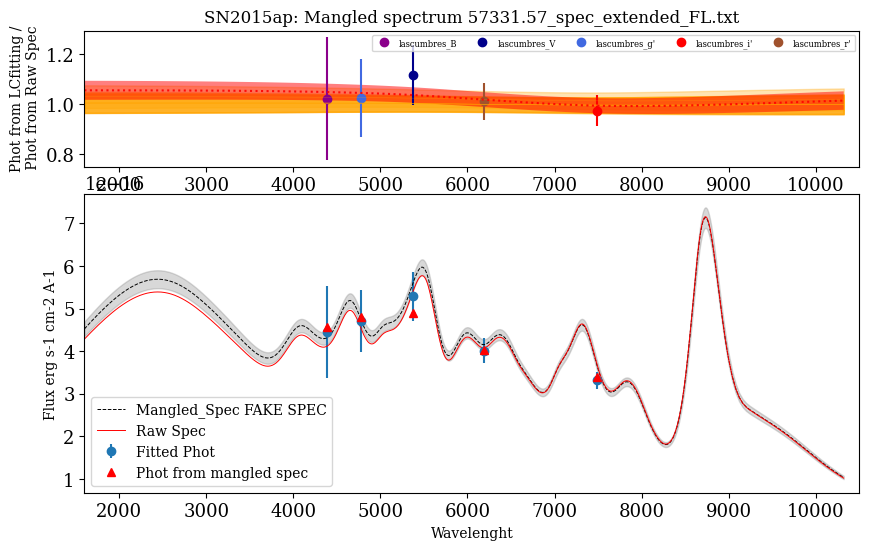 SN2015ap: Mangled spectrum 57331.57_spec_extended_FL.txt
Phot from LCfitting /
Phot from Raw Spec
1.2
1.0
0.8
lascumbres_B
lascumbres_V
lascumbres_g'
lascumbres_i'
lascumbres_r'
2000 3000 4000 5000 6000 7000 8000 9000 10000
1e−16
Flux erg s-1 cm-2 A-1
7
6
5
4
3
2
1
Mangled_Spec FAKE SPEC
Raw Spec
Fitted Phot
Phot from mangled spec
2000 3000 4000 5000 6000 7000 8000 9000 10000
Wavelenght